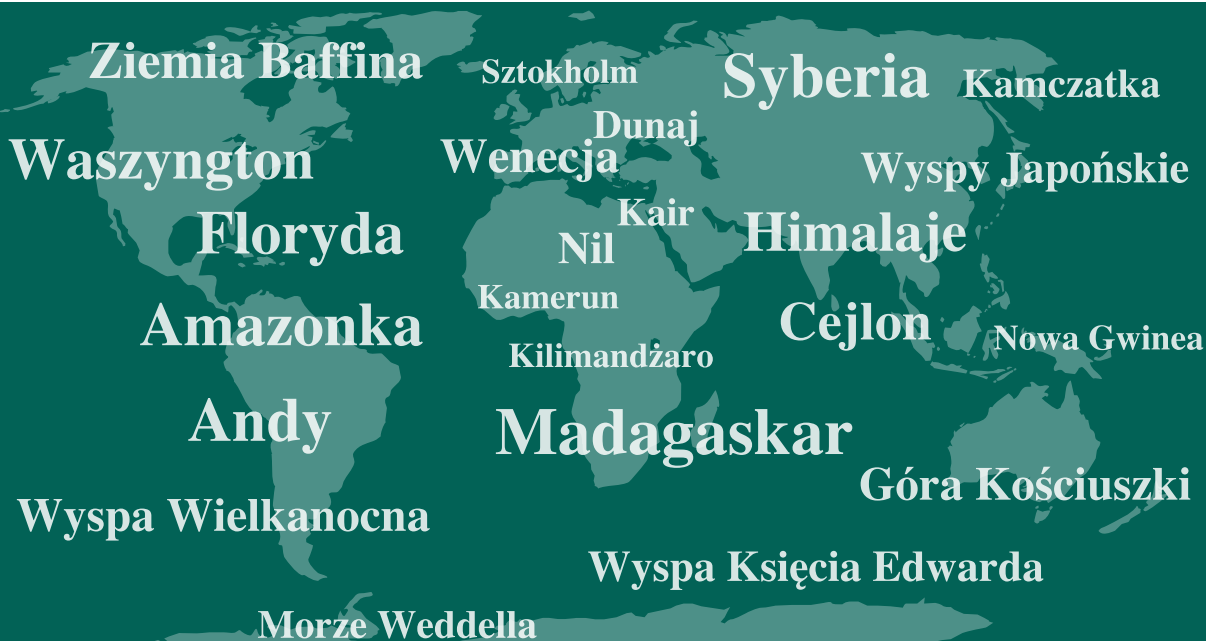 Ziemia Baffina
Sztokholm
Syberia
Kamczatka
Dunaj
Waszyngton
Wenecja
Wyspy Japońskie
Kair
Floryda
Nil
Himalaje
Kamerun
Amazonka
Cejlon
Nowa Gwinea
Kilimandżaro
Andy
Madagaskar
Góra Kościuszki
Wyspa Wielkanocna
Wyspa Księcia Edwarda
Morze Weddella